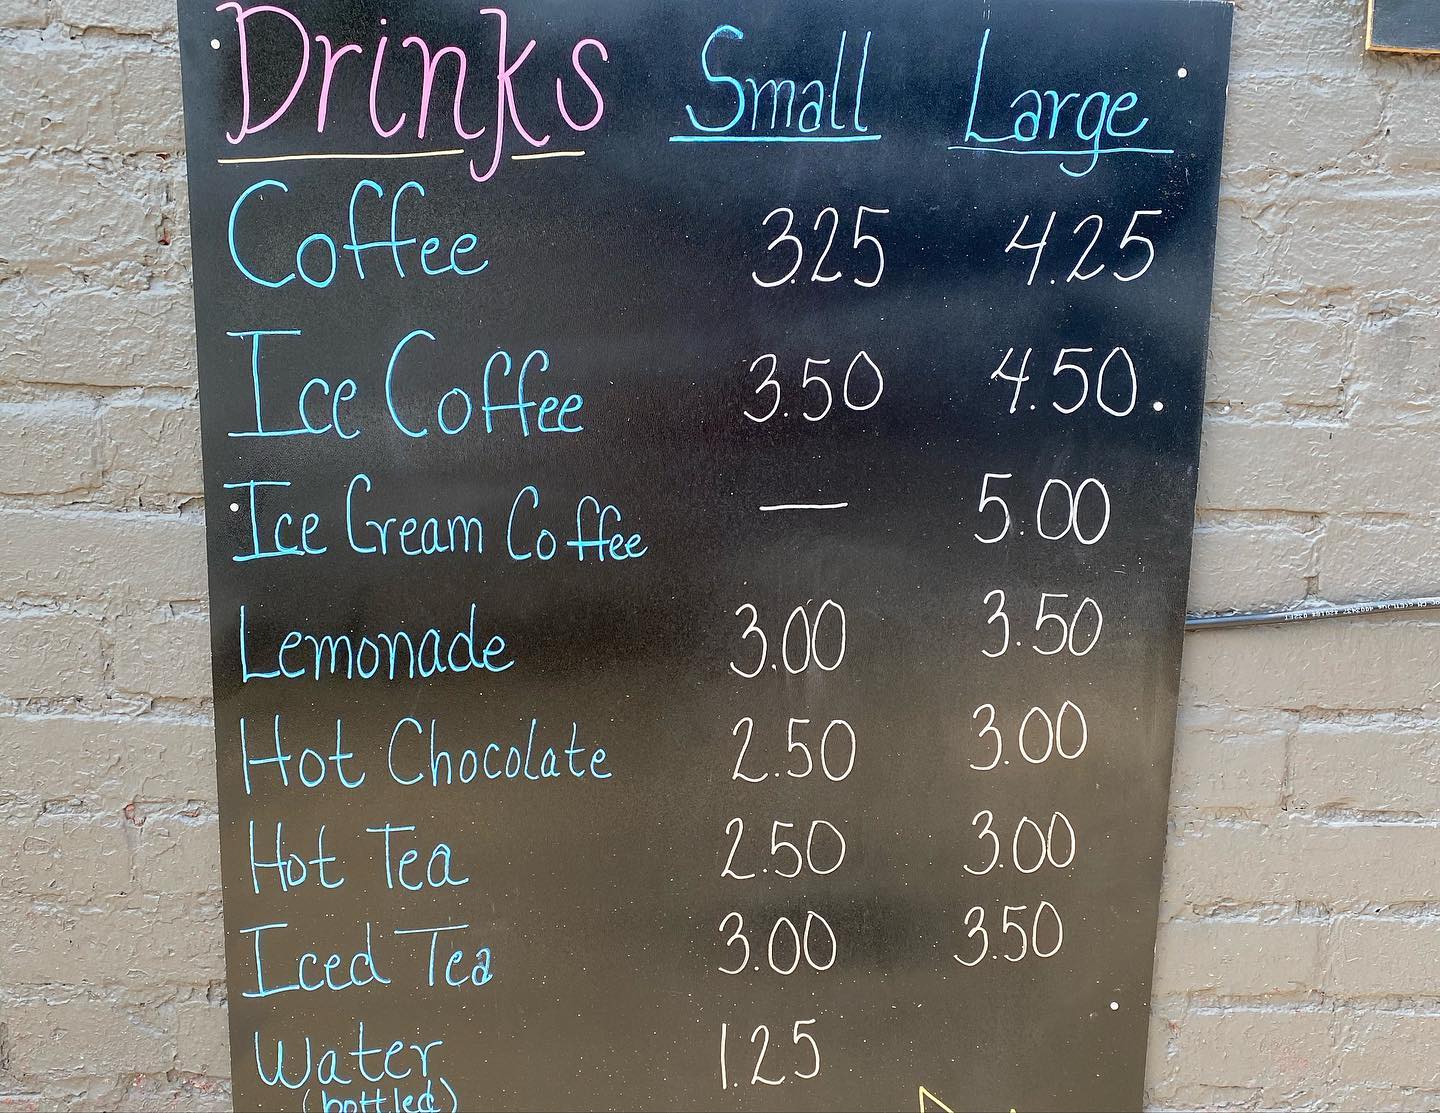 Drinks Small Large
Coffee 3.25 4.25
Ice Coffee 3.50 4.50
Ice Cream Coffee — 5.00
Lemonade 3.00 3.50
Hot Chocolate 2.50 3.00
Hot Tea 2.50 3.00
Iced Tea 3.00 3.50
Water 1.25
(bottled)